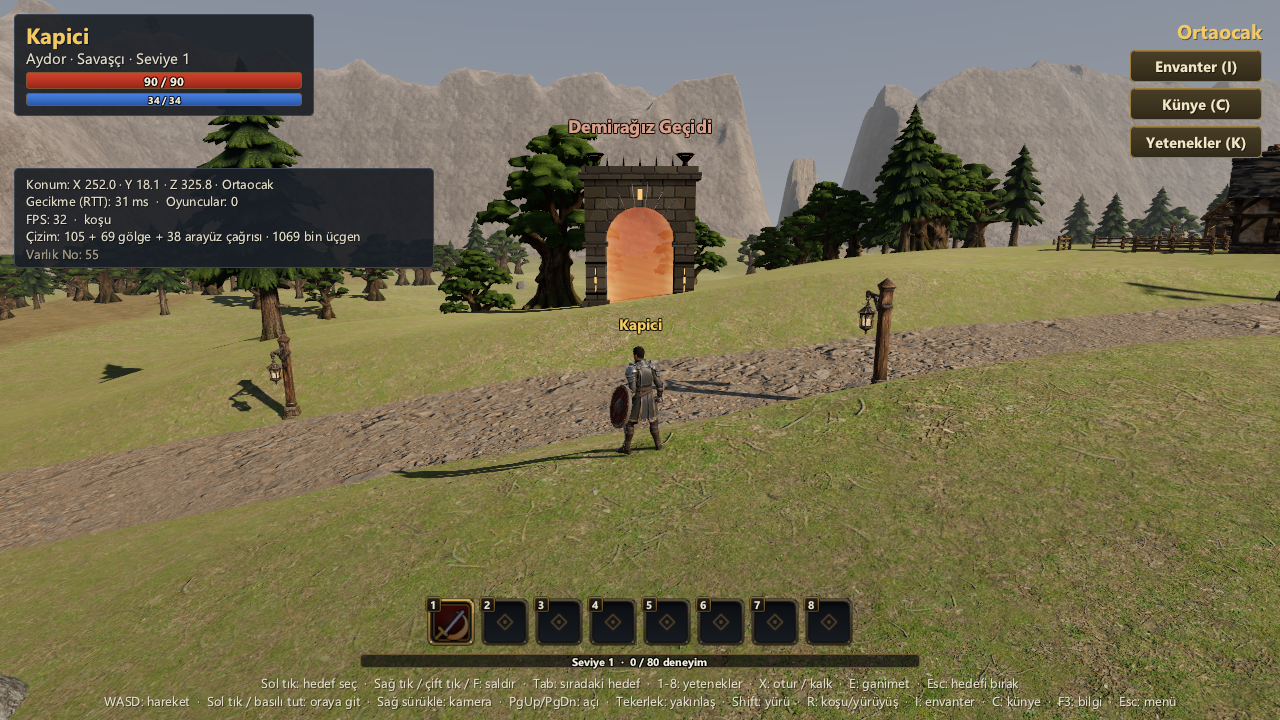 Kapici
Aydor · Savaşçı · Seviye 1
90 / 90
34 / 34
Ortaocak
Envanter (I)
Künye (C)
Yetenekler (K)
Demirağız Geçidi
Konum: X 252.0 · Y 18.1 · Z 325.8 · Ortaocak
Gecikme (RTT): 31 ms · Oyuncular: 0
FPS: 32 · koşu
Çizim: 105 + 69 gölge + 38 arayüz çağrısı · 1069 bin üçgen
Varlık No: 55
Kapici
1 2 3 4 5 6 7 8
Seviye 1 · 0 / 80 deneyim
Sol tık: hedef seç · Sağ tık / çift tık / F: saldır · Tab: sıradaki hedef · 1-8: yetenekler · X: otur / kalk · E: ganimet · Esc: hedefi bırak
WASD: hareket · Sol tık / basılı tut: oraya git · Sağ sürükle: kamera · PgUp/PgDn: açı · Tekerlek: yakınlaş · Shift: yürü · R: koşu/yürüyüş · I: envanter · C: künye · F3: bilgi · Esc: menü